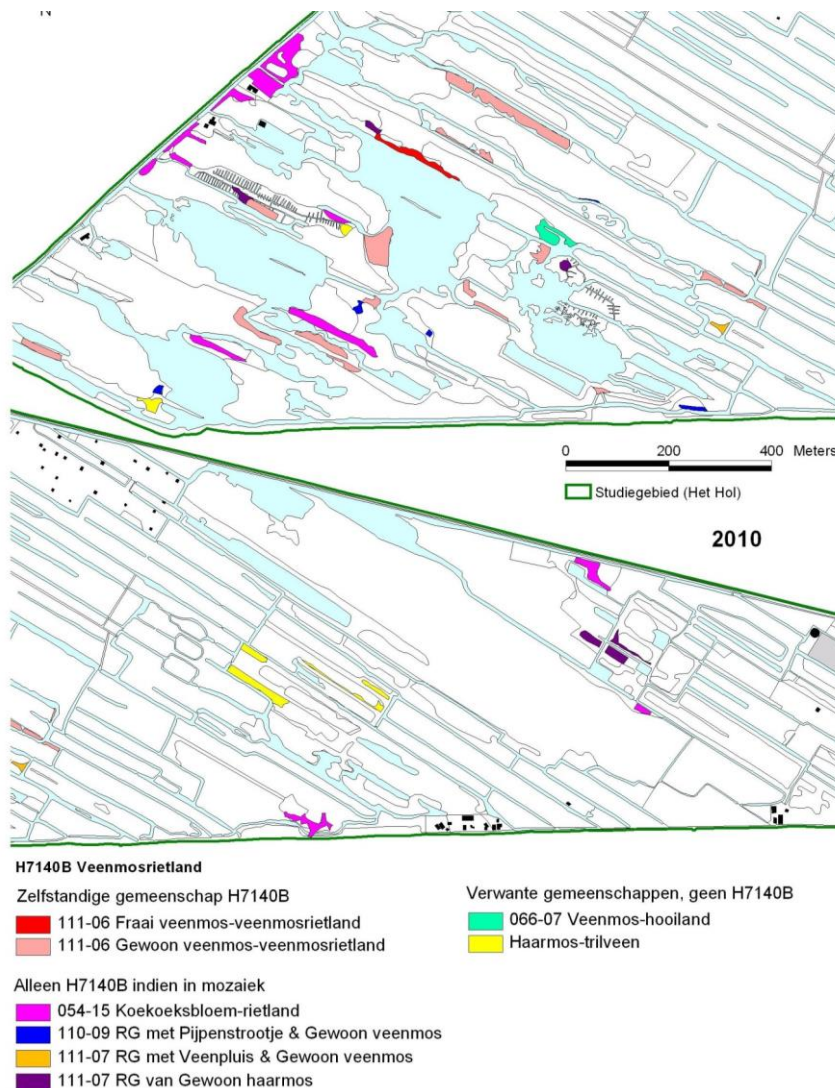 N
0 200 400 Meters
Studiegebied (Het Hol)
2010
H7140B Veenmosrietland
Zelfstandige gemeenschap H7140B
111-06 Fraai veenmos-veenmosrietland
111-06 Gewoon veenmos-veenmosrietland
Verwante gemeenschappen, geen H7140B
066-07 Veenmos-hooiland
Haarmos-trilveen
Alleen H7140B indien in mozaiek
054-15 Koekoeksbloem-rietland
110-09 RG met Pijpenstrootje & Gewoon veenmos
111-07 RG met Veenpluis & Gewoon veenmos
111-07 RG van Gewoon haarmos